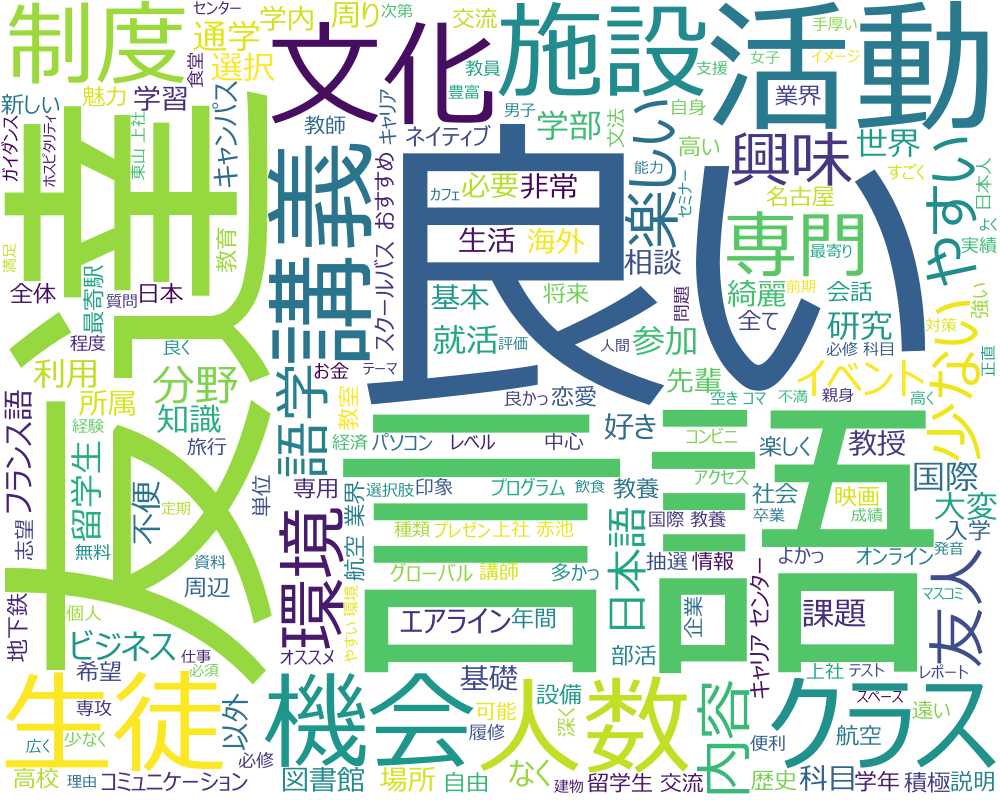 制度
通学
学内
周り
センター
次第
交流
食堂
選択
教員
支援
手厚い
女子
イメージ
文化
施設
活動
新しい
魅力
学習
キャンパス
教師
キャリア
ネイティブ
豊富
男子
学部
文法
自身
高い
業界
世界
すごく
ガイダンス
ホスピタリティ
東山 上社
友達
講義
おすすめ
スクールバス
良い
カフェ
必要
非常
能力
楽しい
セミナー
興味
名古屋
やすい
日本人
よく
実績
満足
教育
生活
海外
相談
専門
最寄り
全体
質問
日本
最寄駅
基本
将来
問題
綺麗
前期
会話
強い
程度
良く
お金
テーマ
就活
評価
人間
参加
全て
研究
対策
必修 科目
正直
利用
分野
所属
知識
経験
旅行
語学
教室
良かっ
恋愛
先輩
空き コマ
不満
親身
高く
イベント
少ない
フランス語
留学生
不便
定期
単位
経済
パソコン
レベル
中心
好き
コンビニ
楽しく
教授
アクセス
国際
専用
選択肢
印象
プログラム
飲食
教養
社会
卒業
映画
成績
大変
入学
志望
無料
資料
環境
航空 業界
種類
プレゼン
上社 赤池
日本語
国際 教養
抽選
情報
よかっ
オンライン
発音
言語
周辺
グローバル
講師
多かっ
地下鉄
個人
やすい 環境
エアライン
年間
企業
キャリア センター
課題
マスコミ
友人
ビジネス
仕事
オススメ
部活
希望
必須
基礎
設備
上社
テスト
レポート
生徒
専攻
以外
機会
可能
履修
深く
人数
内容
クラス
スペース
遠い
広く
少なく
必修
便利
航空
高校
理由
コミュニケーション
図書館
場所
自由
なく
建物
留学生 交流
歴史
科目
学年
積極
説明